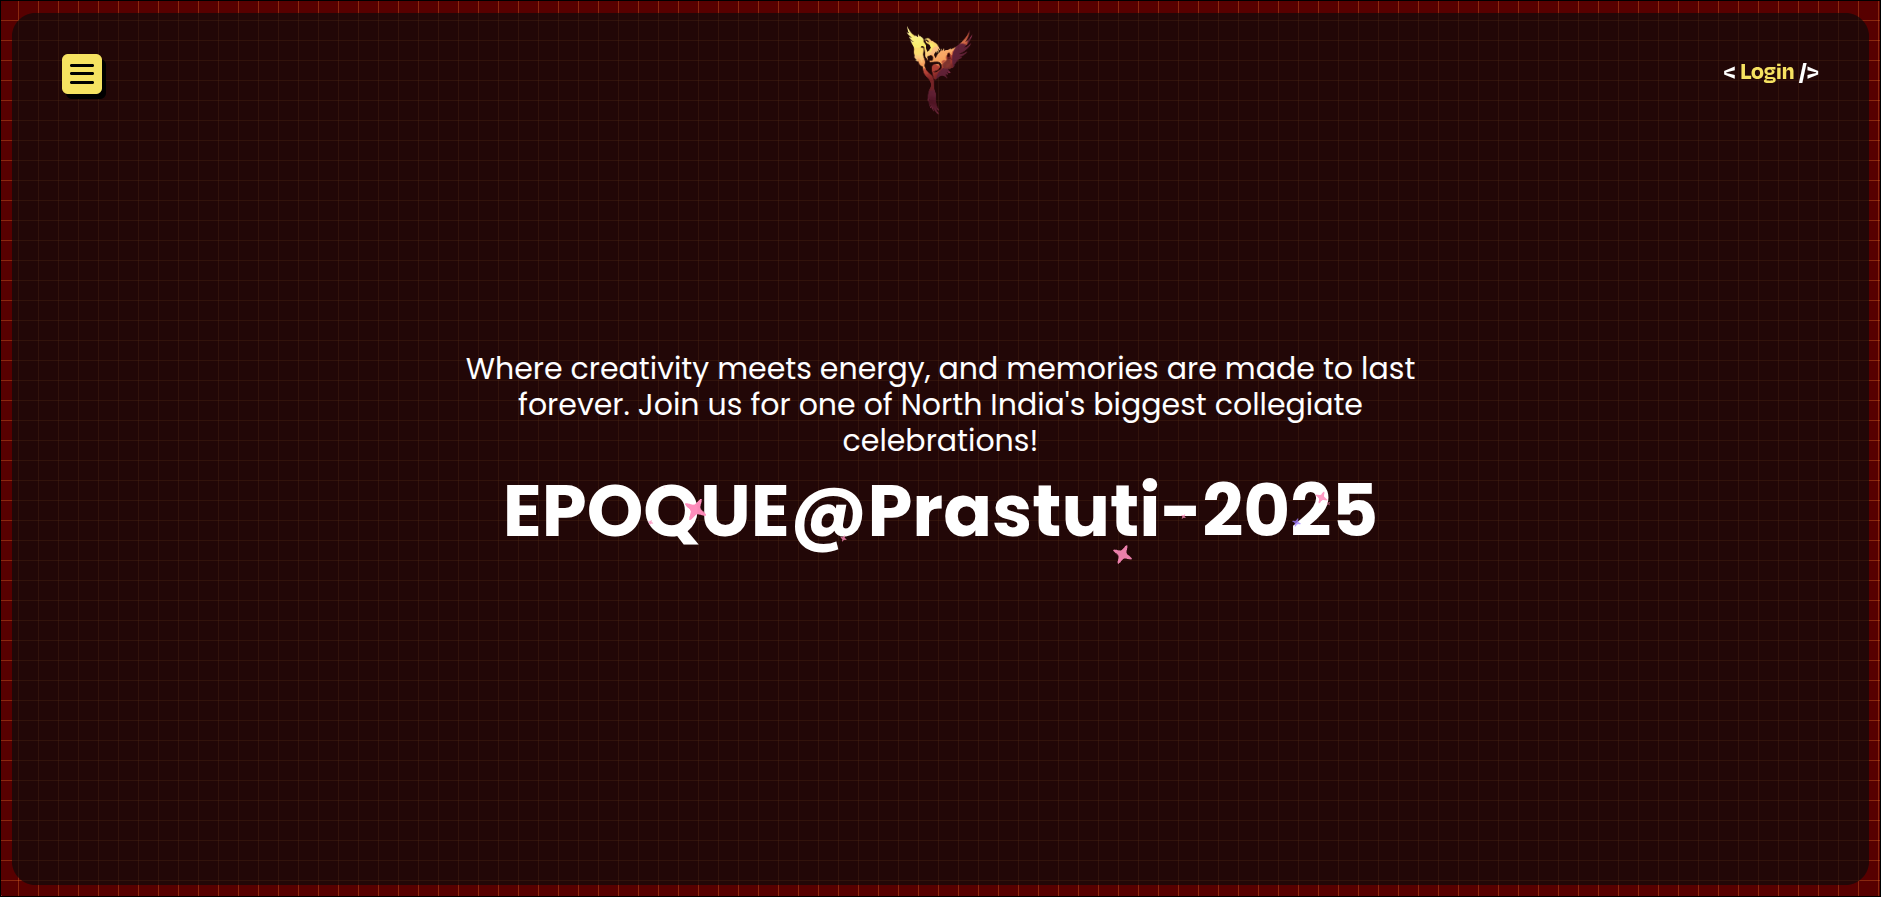 < Login />
Where creativity meets energy, and memories are made to last
forever. Join us for one of North India's biggest collegiate
celebrations!
EPOQUE@Prastuti-2025